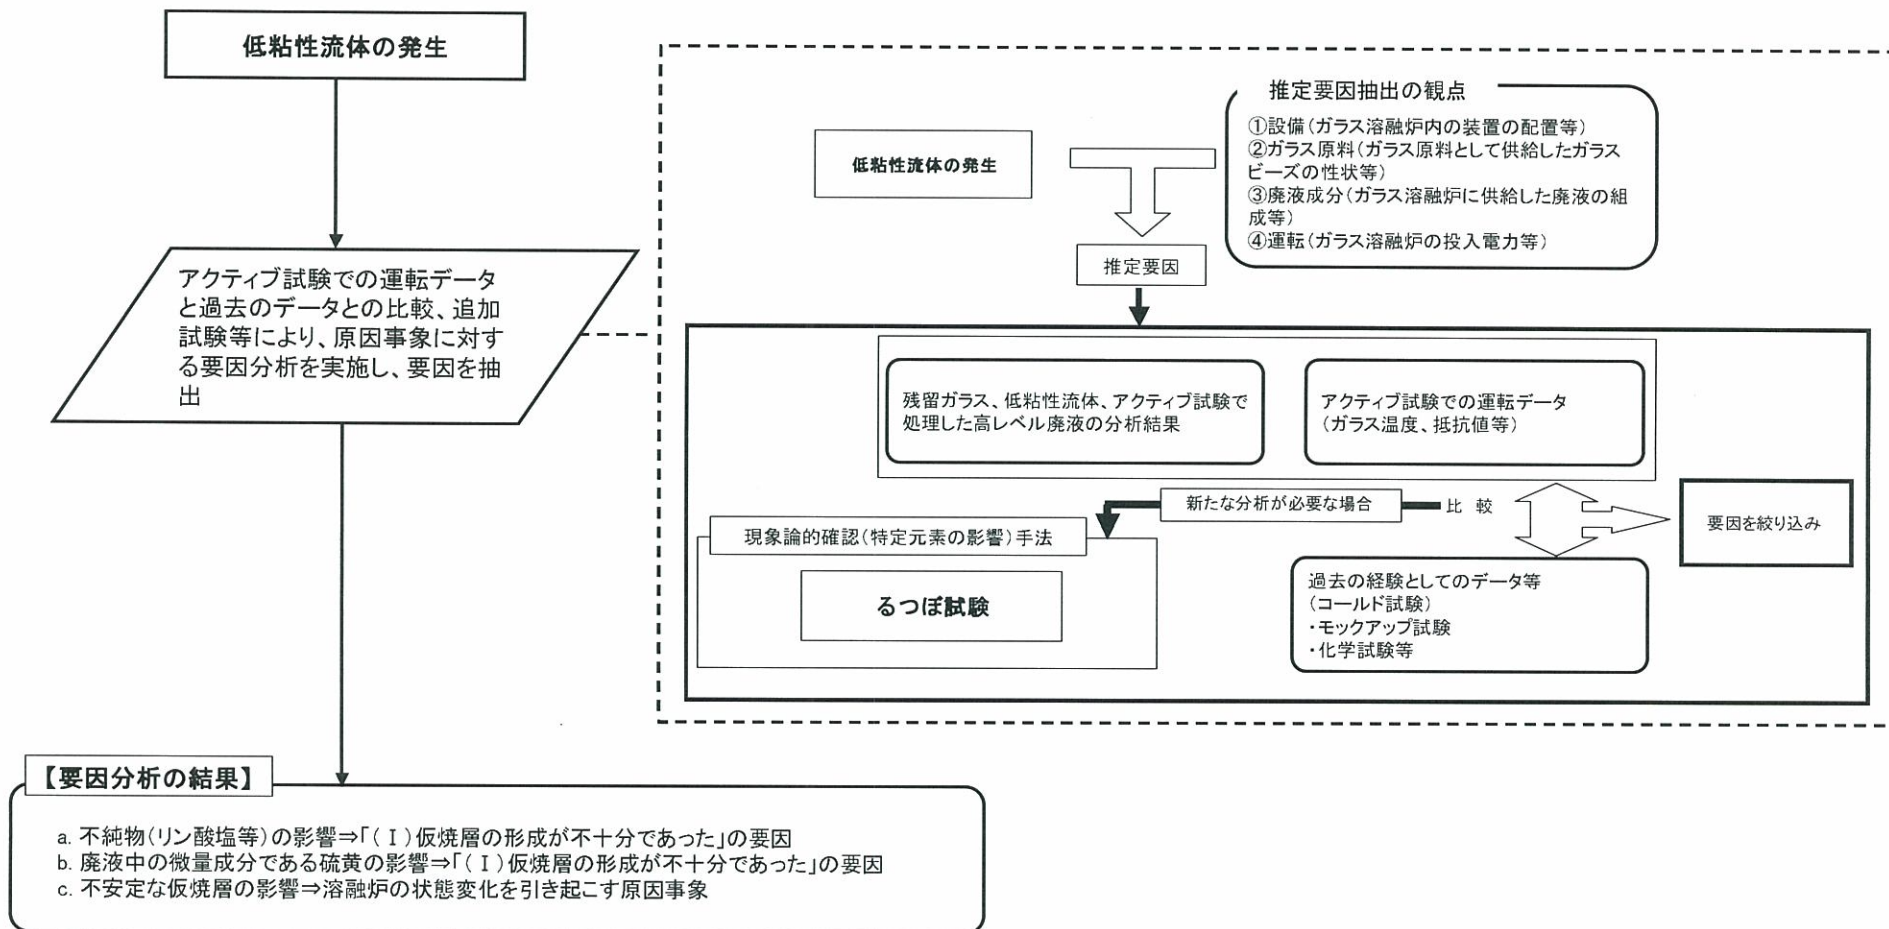 低粘性流体の発生
アクティブ試験での運転データ
と過去のデータとの比較、追加
試験等により、原因事象に対す
る要因分析を実施し、要因を抽
出
推定要因抽出の観点
①設備(ガラス溶融炉内の装置の配置等)
②ガラス原料(ガラス原料として供給したガラス
ビーズの性状等)
③廃液成分(ガラス溶融炉に供給した廃液の組
成等)
④運転(ガラス溶融炉の投入電力等)
低粘性流体の発生
推定要因
残留ガラス、低粘性流体、アクティブ試験で
処理した高レベル廃液の分析結果
アクティブ試験での運転データ
(ガラス温度、抵抗値等)
新たな分析が必要な場合
比 較
要因を絞り込み
現象論的確認(特定元素の影響)手法
るつぼ試験
過去の経験としてのデータ等
(コールド試験)
・モックアップ試験
・化学試験等
【要因分析の結果】
a. 不純物(リン酸塩等)の影響⇒「(Ⅰ)仮焼層の形成が不十分であった」の要因
b. 廃液中の微量成分である硫黄の影響⇒「(Ⅰ)仮焼層の形成が不十分であった」の要因
c. 不安定な仮焼層の影響⇒溶融炉の状態変化を引き起こす原因事象